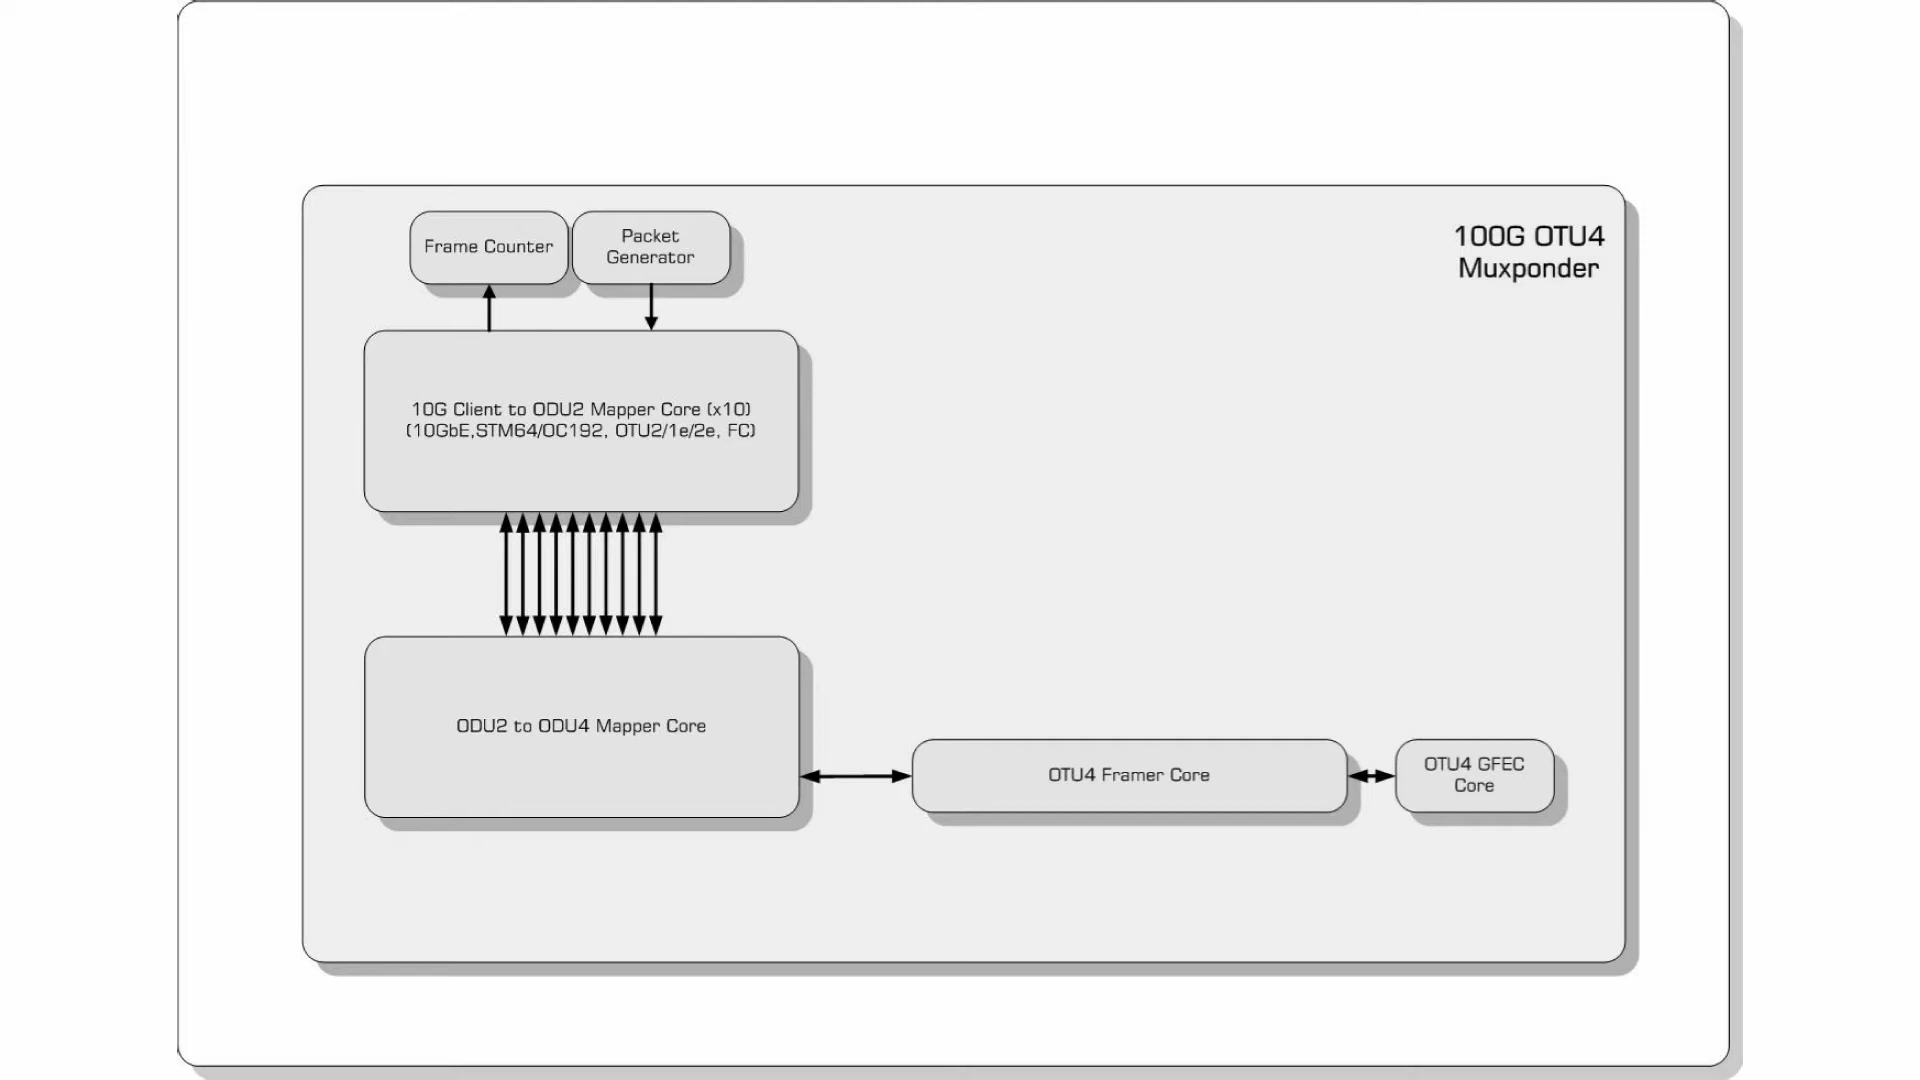 100G OTU4
Muxponder
Frame Counter
Packet
Generator
10G Client to ODU2 Mapper Core (x10)
(10GbE,STM64/OC192, OTU2/1e/2e, FC)
ODU2 to ODU4 Mapper Core
OTU4 Framer Core
OTU4 GFEC
Core